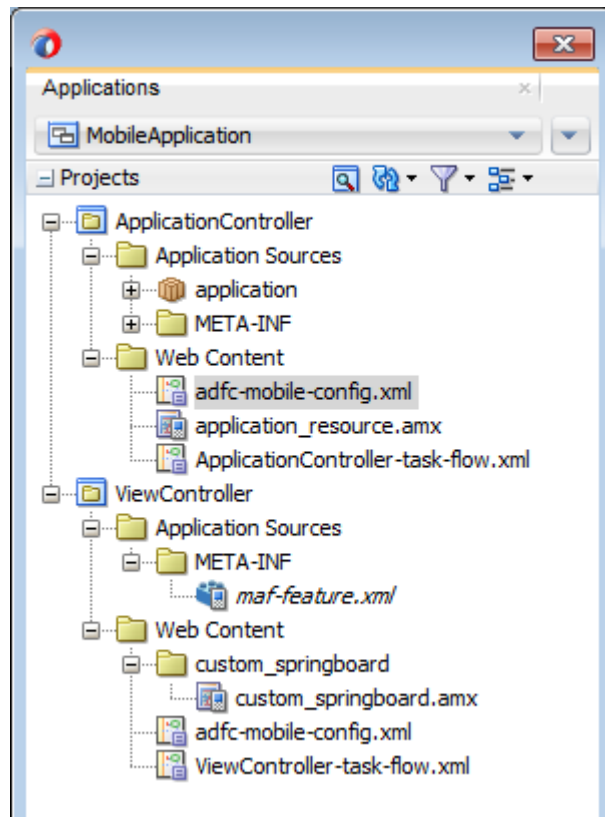 Applications
MobileApplication
Projects
ApplicationController
Application Sources
application
META-INF
Web Content
adfc-mobile-config.xml
application_resource.amx
ApplicationController-task-flow.xml
ViewController
Application Sources
META-INF
maf-feature.xml
Web Content
custom_springboard
custom_springboard.amx
adfc-mobile-config.xml
ViewController-task-flow.xml